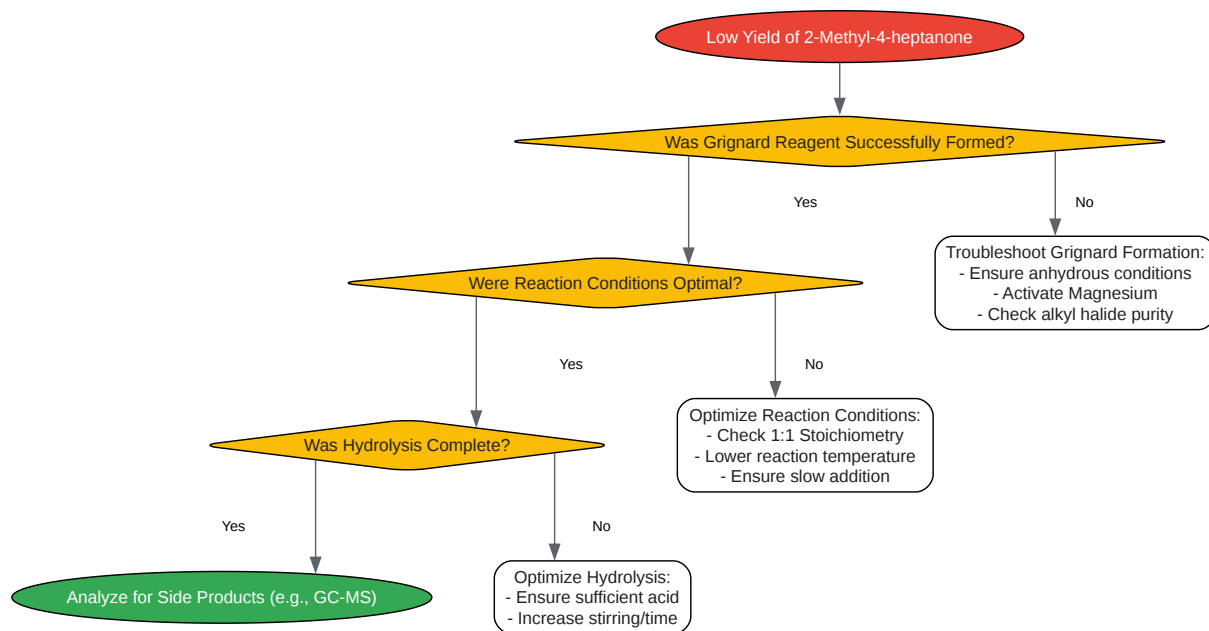 Low Yield of 2-Methyl-4-heptanone
Was Grignard Reagent Successfully Formed?
Yes
No
Troubleshoot Grignard Formation:
- Ensure anhydrous conditions
- Activate Magnesium
- Check alkyl halide purity
Were Reaction Conditions Optimal?
Yes
No
Optimize Reaction Conditions:
- Check 1:1 Stoichiometry
- Lower reaction temperature
- Ensure slow addition
Was Hydrolysis Complete?
Yes
No
Optimize Hydrolysis:
- Ensure sufficient acid
- Increase stirring/time
Analyze for Side Products (e.g., GC-MS)